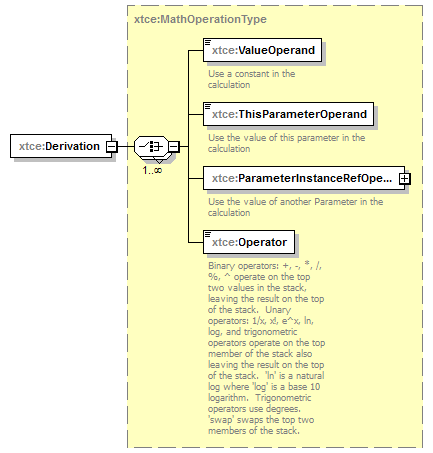 xtce:MathOperationType
xtce:ValueOperand
Use a constant in the
calculation
xtce:ThisParameterOperand
Use the value of this parameter in the
calculation
xtce:Derivation
1..∞
xtce:ParameterInstanceRefOpe...
Use the value of another Parameter in the
calculation
xtce:Operator
Binary operators: +, -, *, /,
%, ^ operate on the top
two values in the stack,
leaving the result on the top
of the stack.  Unary
operators: 1/x, x!, e^x, ln,
log, and trigonometric
operators operate on the top
member of the stack also
leaving the result on the top
of the stack.  'ln' is a natural
log where 'log' is a base 10
logarithm.  Trigonometric
operators use degrees.
'swap' swaps the top two
members of the stack.